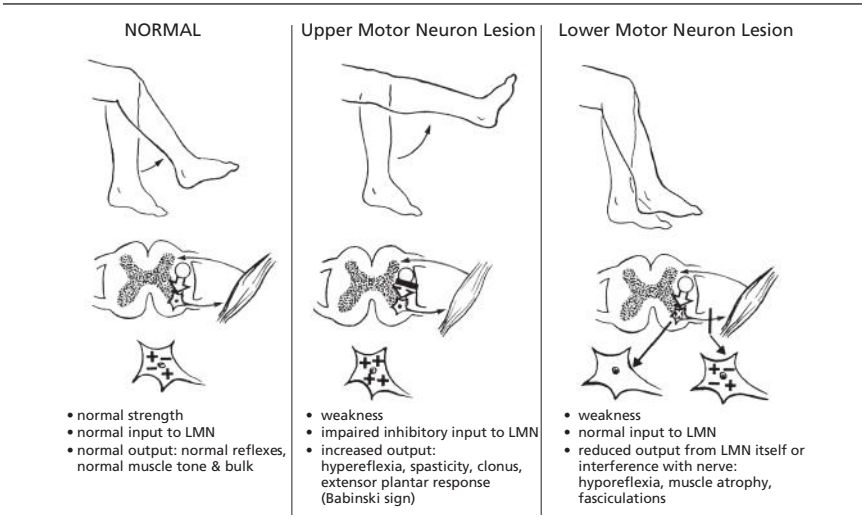 NORMAL
• normal strength
• normal input to LMN
• normal output: normal reflexes,
normal muscle tone & bulk
Upper Motor Neuron Lesion
• weakness
• impaired inhibitory input to LMN
• increased output:
hypereflexia, spasticity, clonus,
extensor plantar response
(Babinski sign)
Lower Motor Neuron Lesion
• weakness
• normal input to LMN
• reduced output from LMN itself or
interference with nerve:
hyporeflexia, muscle atrophy,
fasciculations